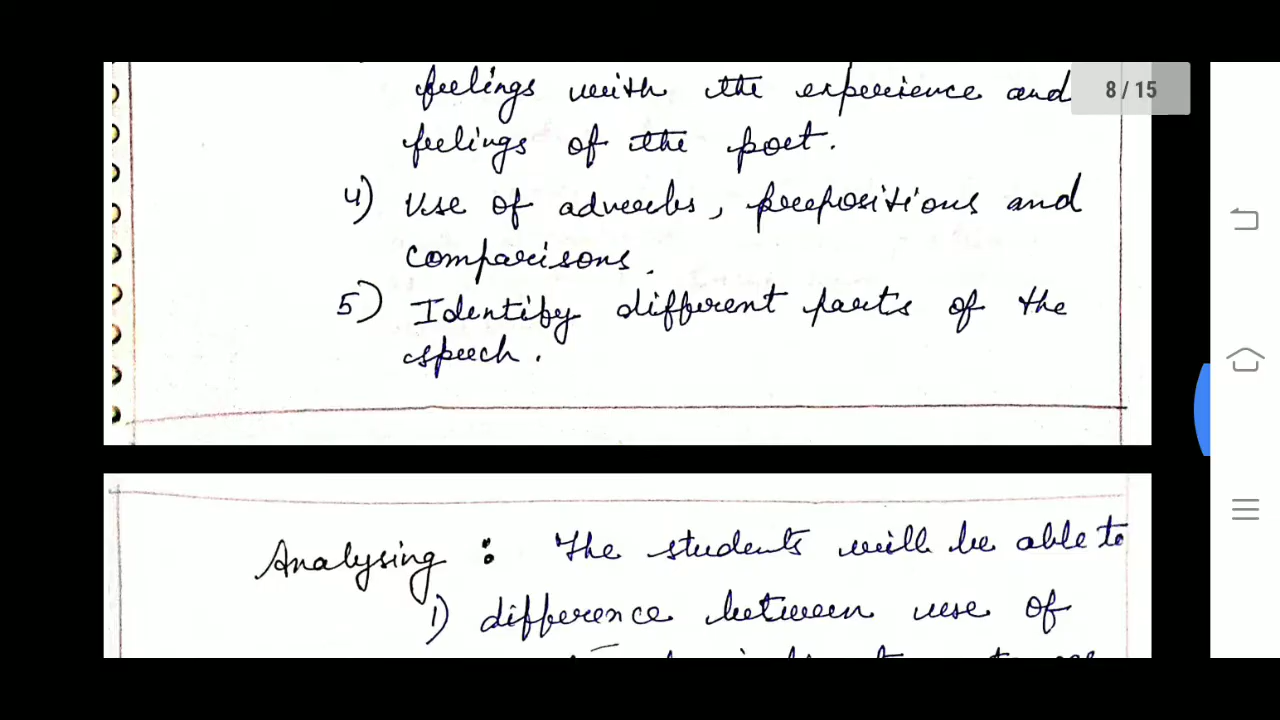 feelings with the experience and
8 / 15
feelings of the poet.
4) Use of adverbs, prepositions and
comparisons.
5) Identify different parts of the
speech.
Analysing : The students will be able to
1) difference between use of